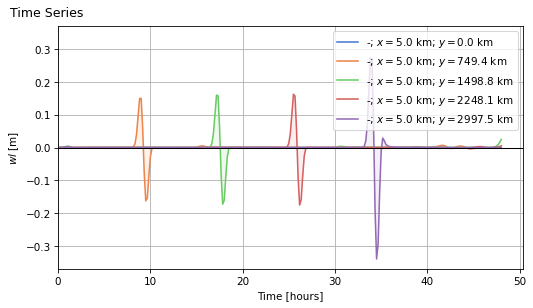 Time Series
-; x = 5.0 km; y = 0.0 km
-; x = 5.0 km; y = 749.4 km
-; x = 5.0 km; y = 1498.8 km
-; x = 5.0 km; y = 2248.1 km
-; x = 5.0 km; y = 2997.5 km
wl [m]
0.3
0.2
0.1
0.0
−0.1
−0.2
−0.3
0 10 20 30 40 50
Time [hours]